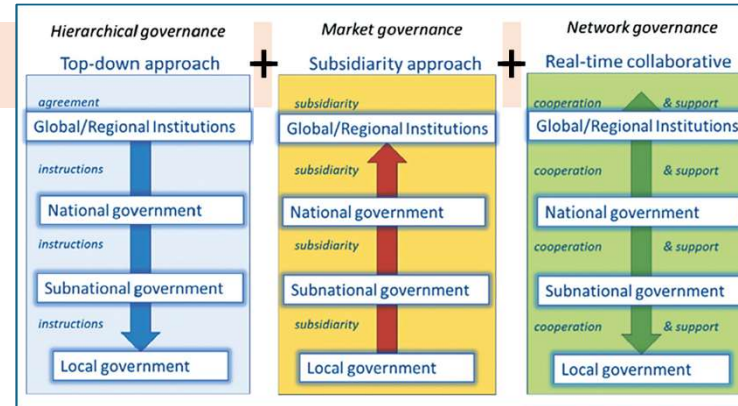 Hierarchical governance
Top-down approach
agreement
Global/Regional Institutions
instructions
National government
instructions
Subnational government
instructions
Local government
+
Market governance
Subsidiarity approach
subsidiarity
Global/Regional Institutions
subsidiarity
National government
subsidiarity
Subnational government
subsidiarity
Local government
+
Network governance
Real-time collaborative
cooperation & support
Global/Regional Institutions
cooperation & support
National government
cooperation & support
Subnational government
cooperation & support
Local government